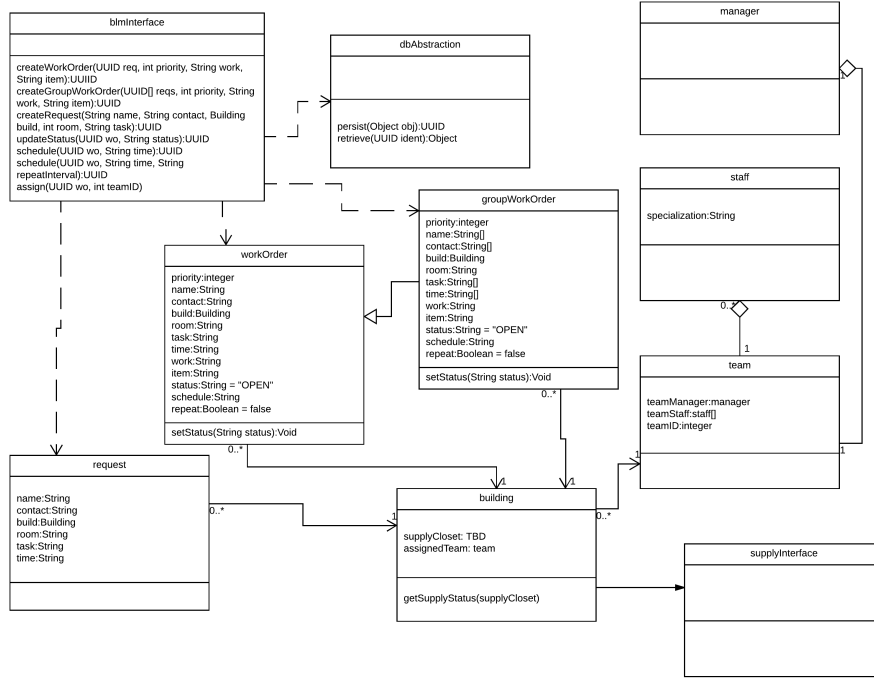 blmInterface
createWorkOrder(UUID req, int priority, String work,
String item):UUIID
createGroupWorkOrder(UUID[] reqs, int priority, String
work, String item):UUID
createRequest(String name, String contact, Building
build, int room, String task):UUID
updateStatus(UUID wo, String status):UUID
schedule(UUID wo, String time):UUID
schedule(UUID wo, String time, String
repeatInterval):UUID
assign(UUID wo, int teamID)
dbAbstraction
persist(Object obj):UUID
retrieve(UUID ident):Object
manager
1
staff
specialization:String
0..*
1
groupWorkOrder
priority:integer
name:String[]
contact:String[]
build:Building
room:String
task:String[]
time:String[]
work:String
item:String
status:String = "OPEN"
schedule:String
repeat:Boolean = false
setStatus(String status):Void
0..*
workOrder
priority:integer
name:String
contact:String
build:Building
room:String
task:String
time:String
work:String
item:String
status:String = "OPEN"
schedule:String
repeat:Boolean = false
setStatus(String status):Void
0..*
team
teamManager:manager
teamStaff:staff[]
teamID:integer
1
1
request
name:String
contact:String
build:Building
room:String
task:String
time:String
0..*
1
1
1
building
supplyCloset: TBD
assignedTeam: team
getSupplyStatus(supplyCloset)
0..*
supplyInterface